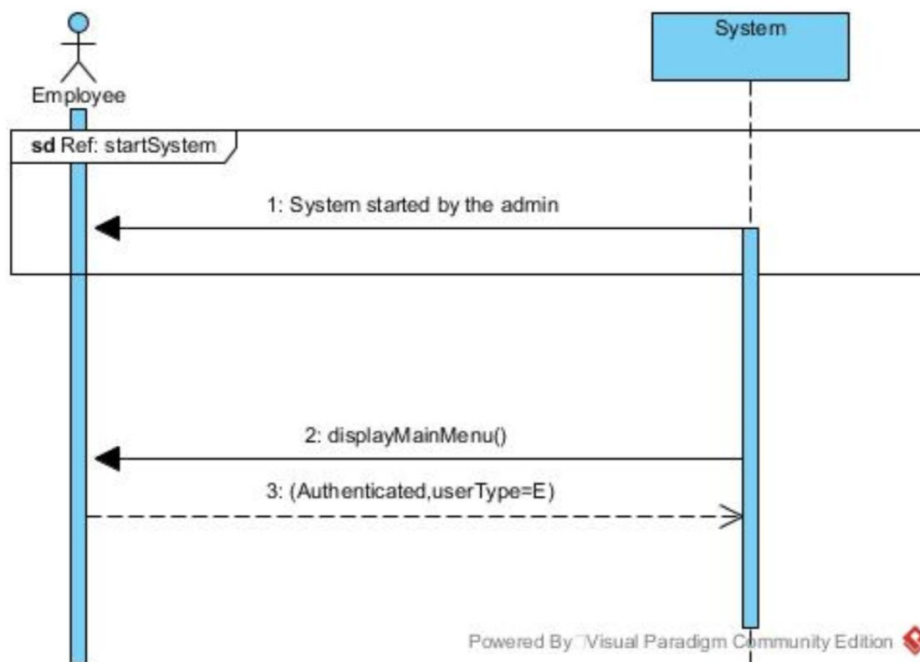 System
Employee
sd Ref: startSystem
1: System started by the admin
2: displayMainMenu()
3: (Authenticated,userType=E)
Powered By Visual Paradigm Community Edition